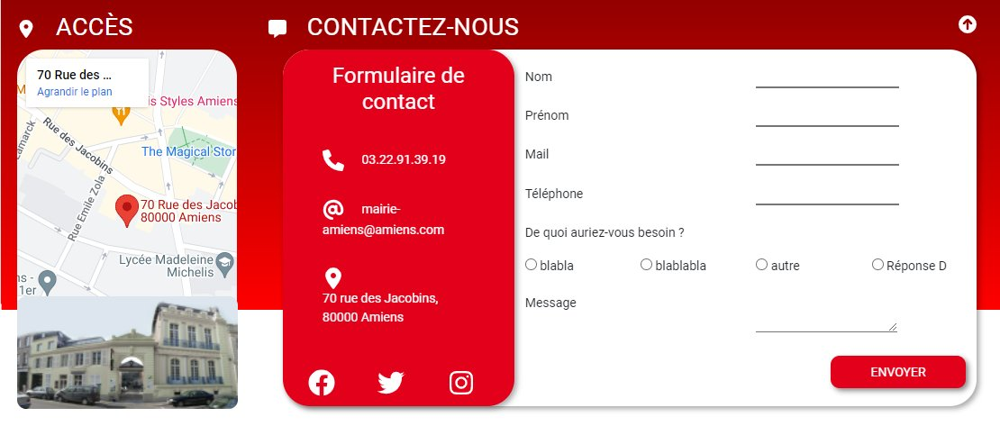 ACCÈS
CONTACTEZ-NOUS
70 Rue des ...
Agrandir le plan
is Styles Amiens
Rue des Jacobins
The Magical Stor
Rue Emile Zola
70 Rue des Jacob
80000 Amiens
Lycée Madeleine
Michelis
1er
Formulaire de
contact
03.22.91.39.19
mairie-
amiens@amiens.com
70 rue des Jacobins,
80000 Amiens
Nom
Prénom
Mail
Téléphone
De quoi auriez-vous besoin ?
blabla
blablabla
autre
Réponse D
Message
ENVOYER